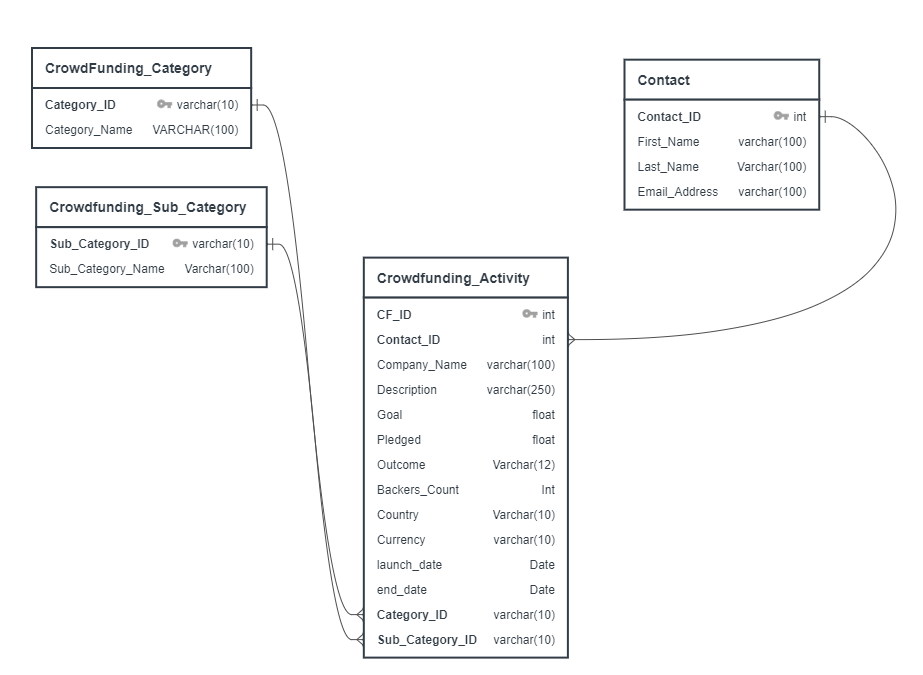 CrowdFunding_Category
Category_ID varchar(10)
Category_Name VARCHAR(100)
Crowdfunding_Sub_Category
Sub_Category_ID varchar(10)
Sub_Category_Name Varchar(100)
Contact
Contact_ID int
First_Name varchar(100)
Last_Name Varchar(100)
Email_Address varchar(100)
Crowdfunding_Activity
CF_ID int
Contact_ID int
Company_Name varchar(100)
Description varchar(250)
Goal float
Pledged float
Outcome Varchar(12)
Backers_Count Int
Country Varchar(10)
Currency varchar(10)
launch_date Date
end_date Date
Category_ID varchar(10)
Sub_Category_ID varchar(10)